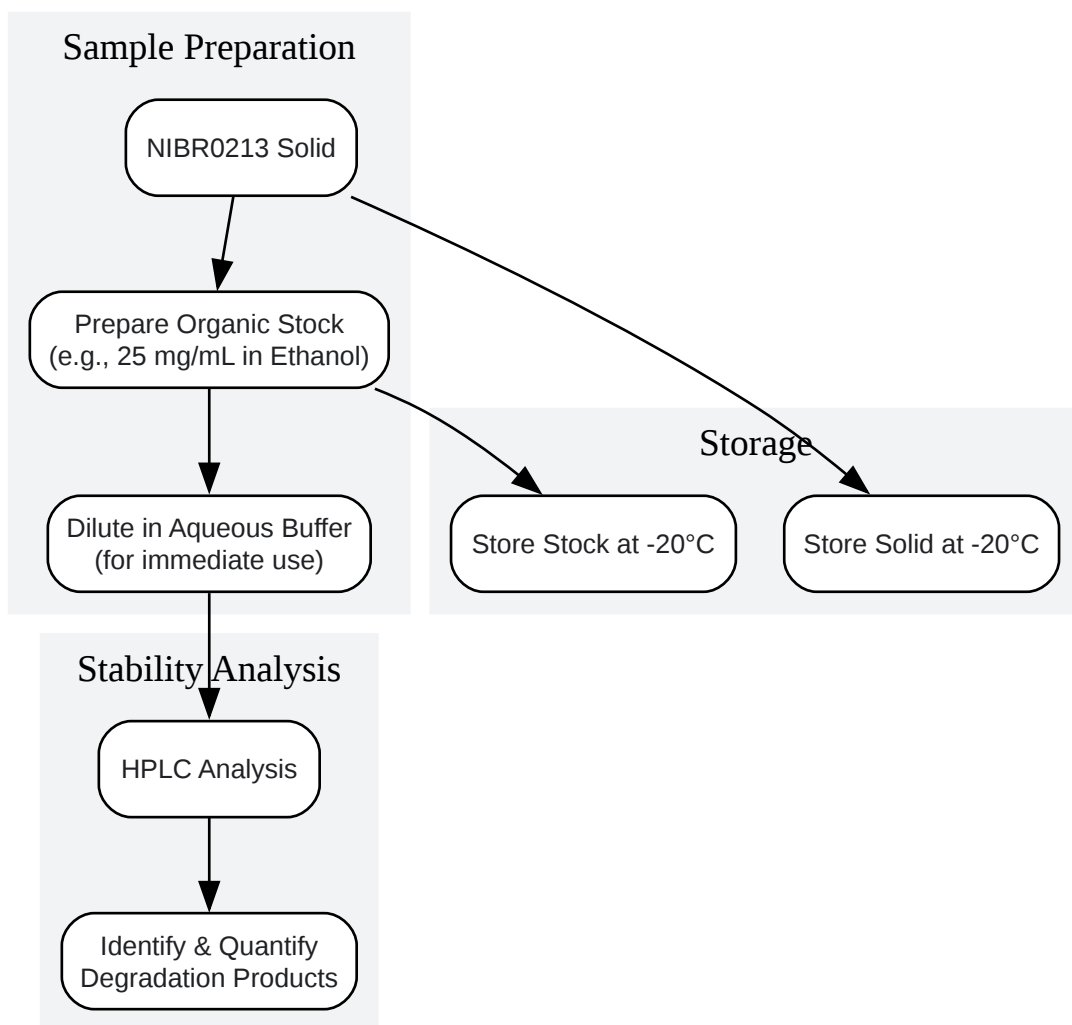 Sample Preparation
NIBR0213 Solid
Prepare Organic Stock
(e.g., 25 mg/mL in Ethanol)
Dilute in Aqueous Buffer
(for immediate use)
Storage
Store Stock at -20°C
Store Solid at -20°C
Stability Analysis
HPLC Analysis
Identify & Quantify
Degradation Products